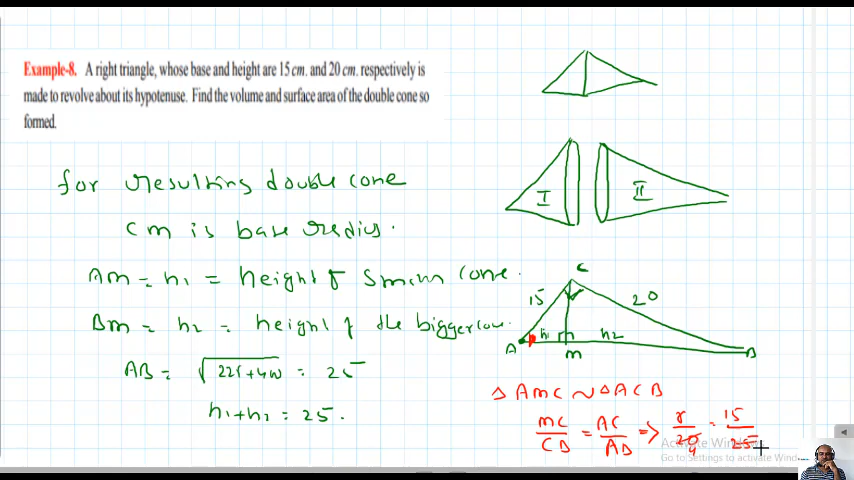 Example-8. A right triangle, whose base and height are 15 cm. and 20 cm. respectively is
made to revolve about its hypotenuse. Find the volume and surface area of the double cone so
formed.
for resulting double cone
CM is base radius.
AM = h1 = height of cone.
BM = h2 = height of the bigger cone.
AB = √225+400 = 25
h1+h2 = 25.
I II
C
15 20
h1 h2
A M B
△ AMC ~ △ ACB
MC/CB = AC/AB => r/20 = 15/25
4
Activate Windows
Go to Settings to activate Wind